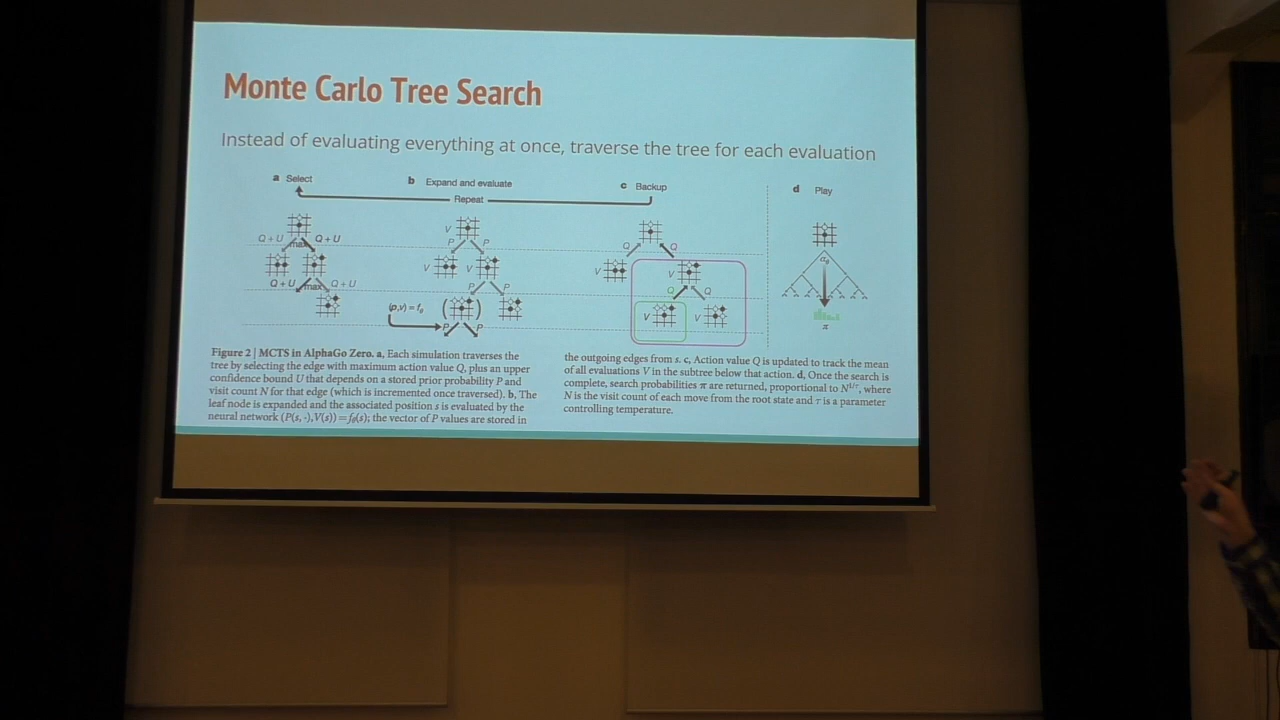 Monte Carlo Tree Search
Instead of evaluating everything at once, traverse the tree for each evaluation
a Select
b Expand and evaluate
c Backup
d Play
Repeat
Q + U max Q + U
Q + U max Q + U
V
P P
V V
P P
(p,v) = fθ
P P
Q Q
V V
Q Q
V V
αθ
π
Figure 2 | MCTS in AlphaGo Zero. a, Each simulation traverses the
tree by selecting the edge with maximum action value Q, plus an upper
confidence bound U that depends on a stored prior probability P and
visit count N for that edge (which is incremented once traversed). b, The
leaf node is expanded and the associated position s is evaluated by the
neural network (P(s, ·),V(s)) = fθ(s); the vector of P values are stored in
the outgoing edges from s. c, Action value Q is updated to track the mean
of all evaluations V in the subtree below that action. d, Once the search is
complete, search probabilities π are returned, proportional to N^1/τ, where
N is the visit count of each move from the root state and τ is a parameter
controlling temperature.